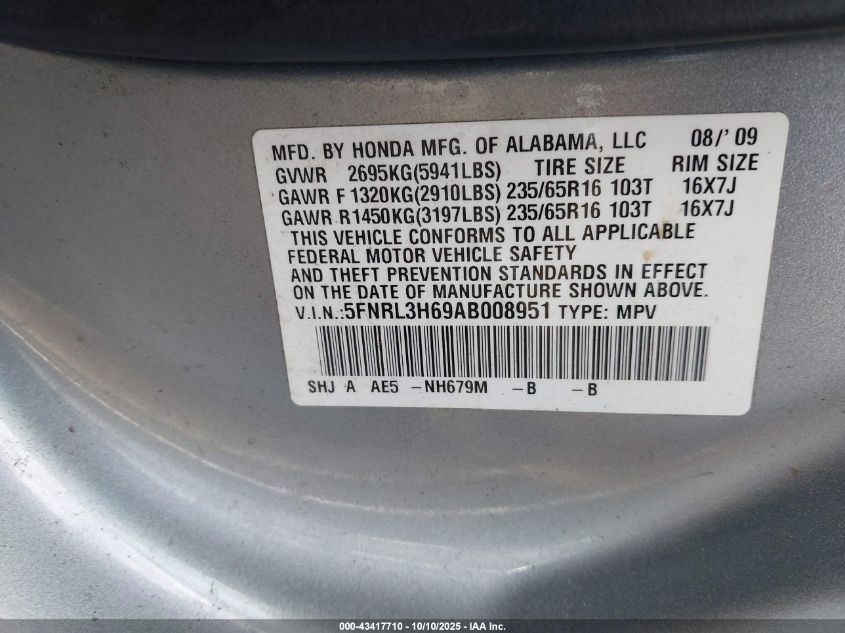 MFD. BY HONDA MFG. OF ALABAMA, LLC 08/'09
GVWR 2695KG(5941LBS) TIRE SIZE RIM SIZE
GAWR F1320KG(2910LBS) 235/65R16 103T 16X7J
GAWR R1450KG(3197LBS) 235/65R16 103T 16X7J
THIS VEHICLE CONFORMS TO ALL APPLICABLE
FEDERAL MOTOR VEHICLE SAFETY
AND THEFT PREVENTION STANDARDS IN EFFECT
ON THE DATE OF MANUFACTURE SHOWN ABOVE.
V.I.N.:5FNRL3H69AB008951 TYPE: MPV
SHJ A AE5 -NH679M -B -B
000-43417710 - 10/10/2025 - IAA Inc.